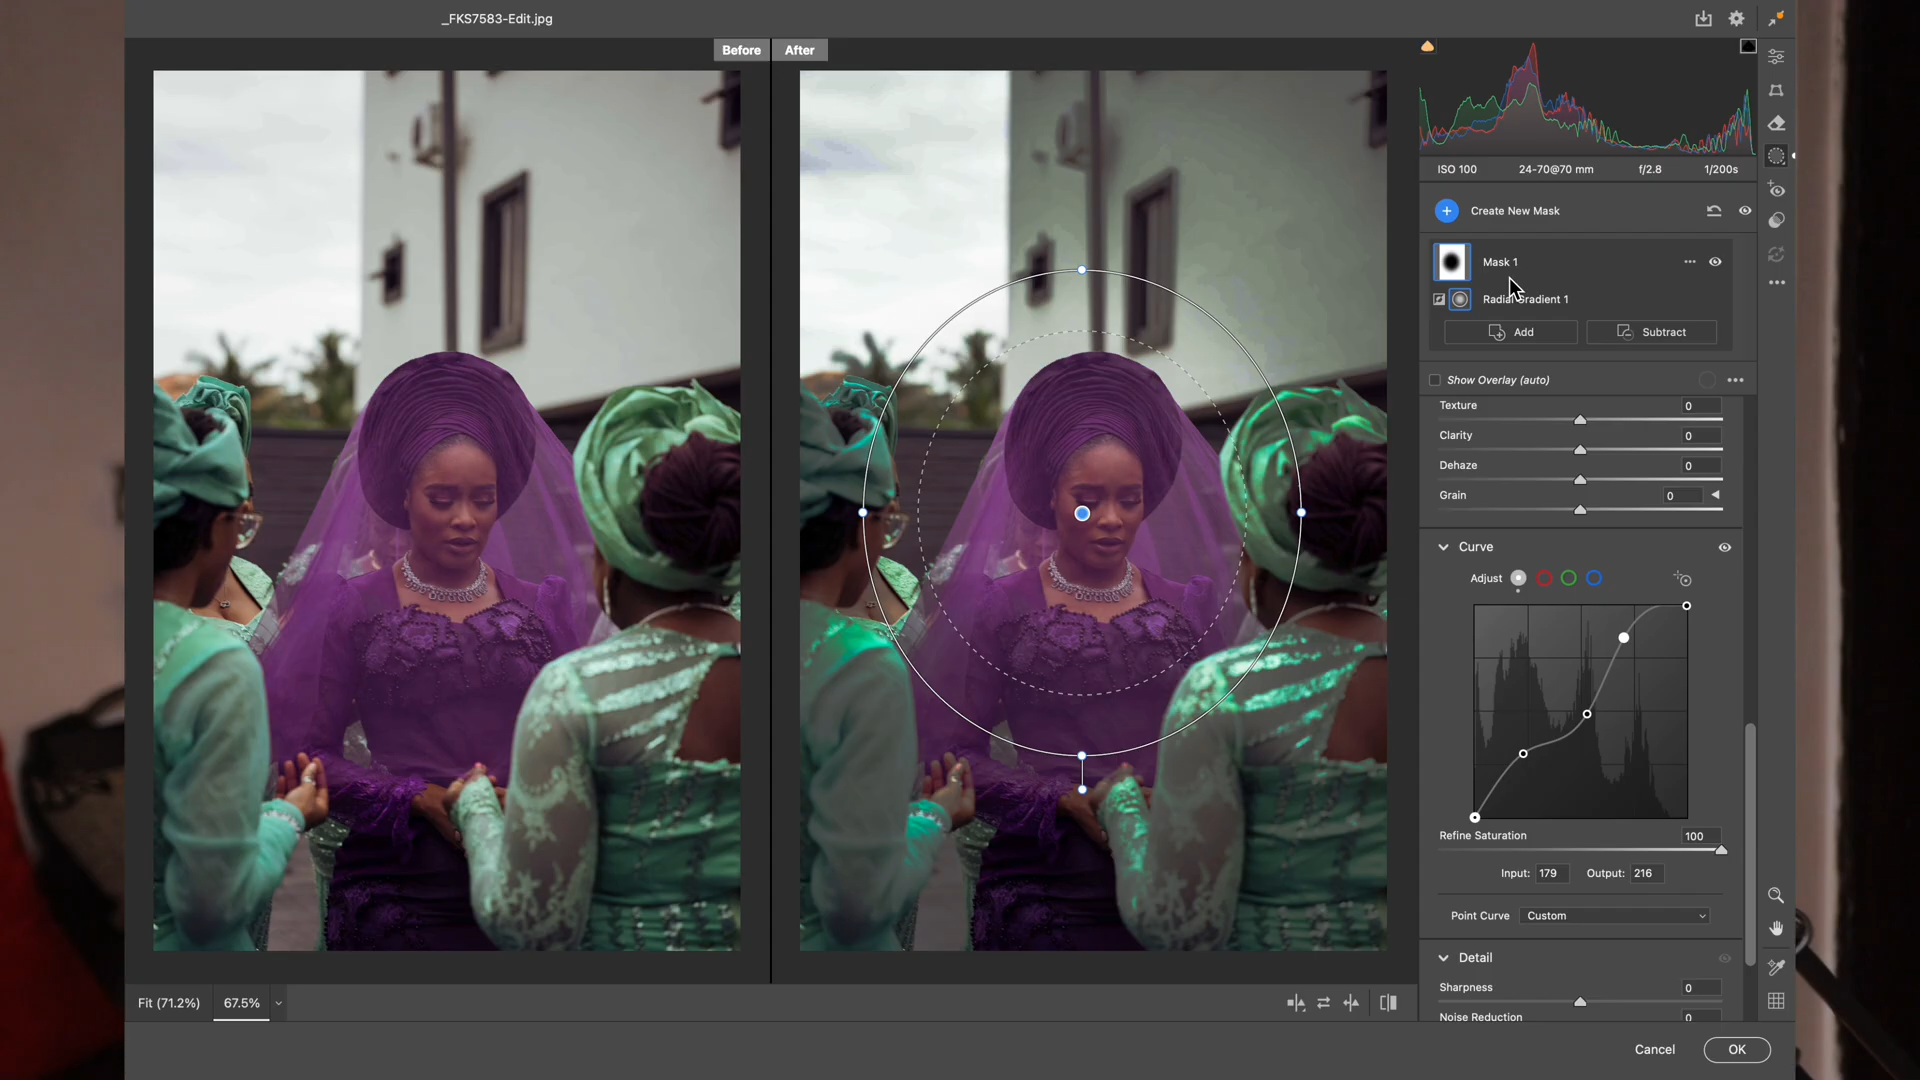 _FKS7583-Edit.jpg
Before After
ISO 100 24-70@70 mm f/2.8 1/200s
Create New Mask
Mask 1
Radial Gradient 1
Add Subtract
Show Overlay (auto)
Texture 0
Clarity 0
Dehaze 0
Grain 0
Curve
Adjust
Refine Saturation 100
Input: 179 Output: 216
Point Curve Custom
Detail
Sharpness 0
Noise Reduction 0
Fit (71.2%) 67.5%
Cancel OK